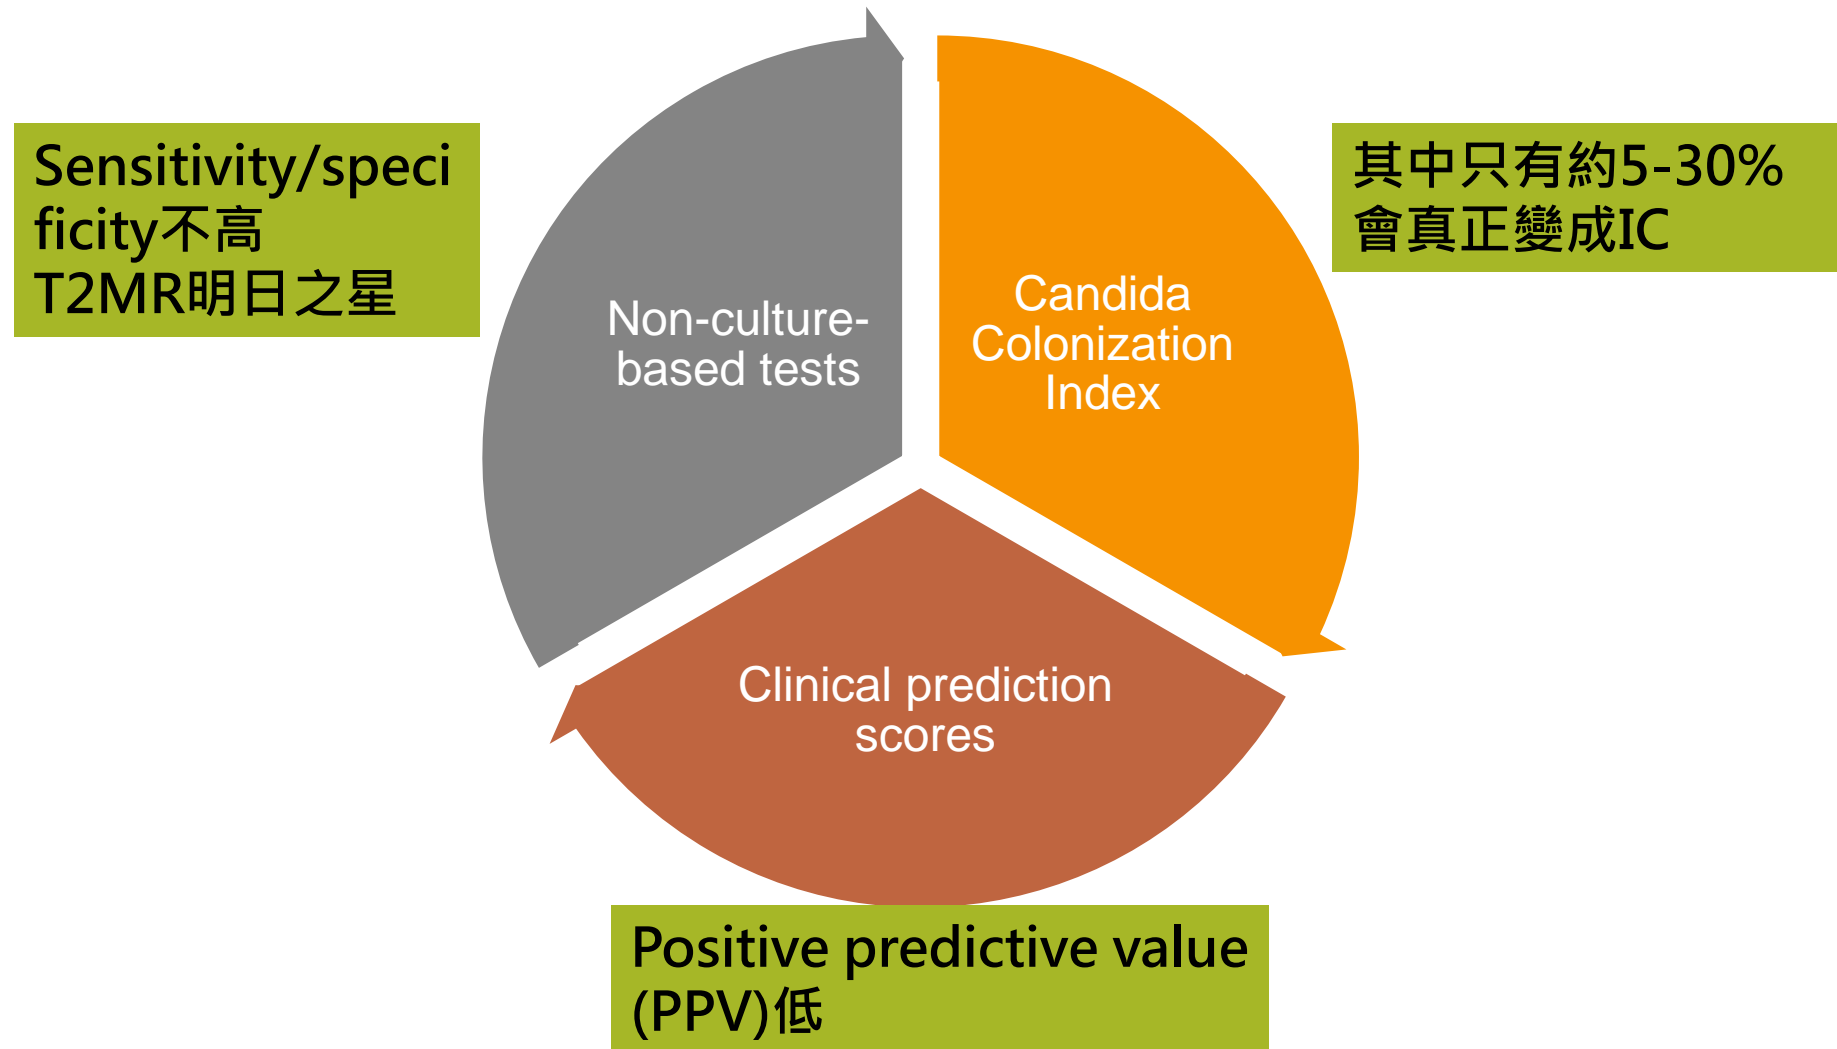 Sensitivity/speci
ficity不高
T2MR明日之星
Non-culture-
based tests
Candida
Colonization
Index
其中只有約5-30%
會真正變成IC
Clinical prediction
scores
Positive predictive value
(PPV)低